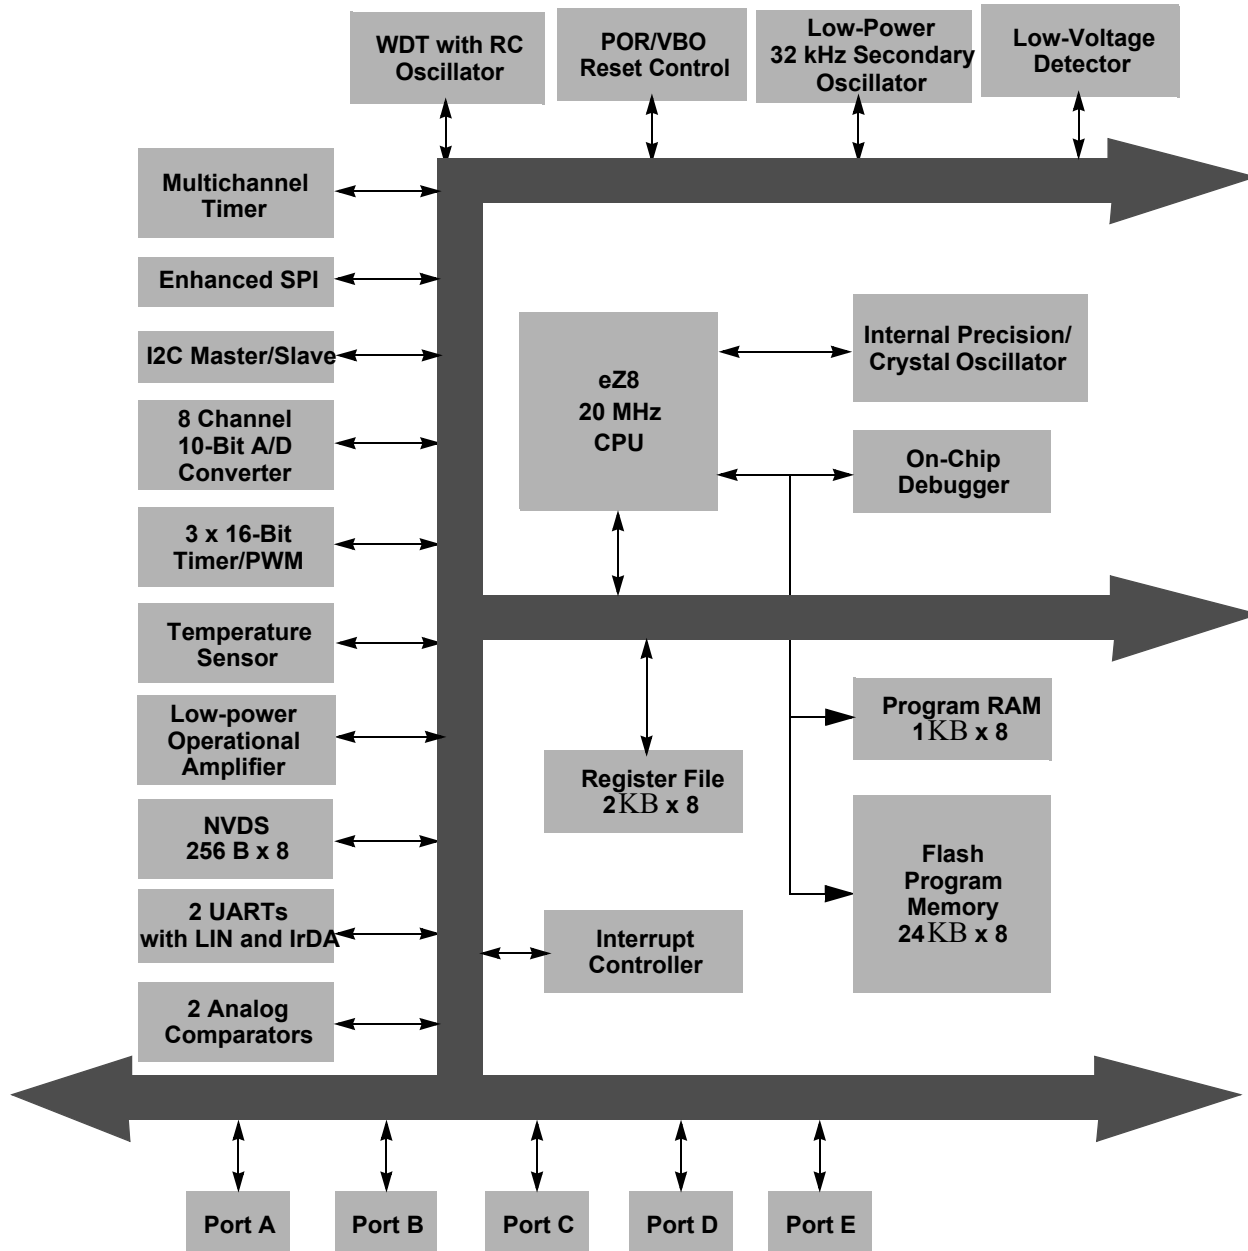 WDT with RC
Oscillator
POR/VBO
Reset Control
Low-Power
32 kHz Secondary
Oscillator
Low-Voltage
Detector
Multichannel
Timer
Enhanced SPI
I2C Master/Slave
8 Channel
10-Bit A/D
Converter
3 x 16-Bit
Timer/PWM
Temperature
Sensor
Low-power
Operational
Amplifier
NVDS
256 B x 8
2 UARTs
with LIN and IrDA
2 Analog
Comparators
eZ8
20 MHz
CPU
Internal Precision/
Crystal Oscillator
On-Chip
Debugger
Register File
2KB x 8
Program RAM
1KB x 8
Flash
Program
Memory
24KB x 8
Interrupt
Controller
Port A
Port B
Port C
Port D
Port E